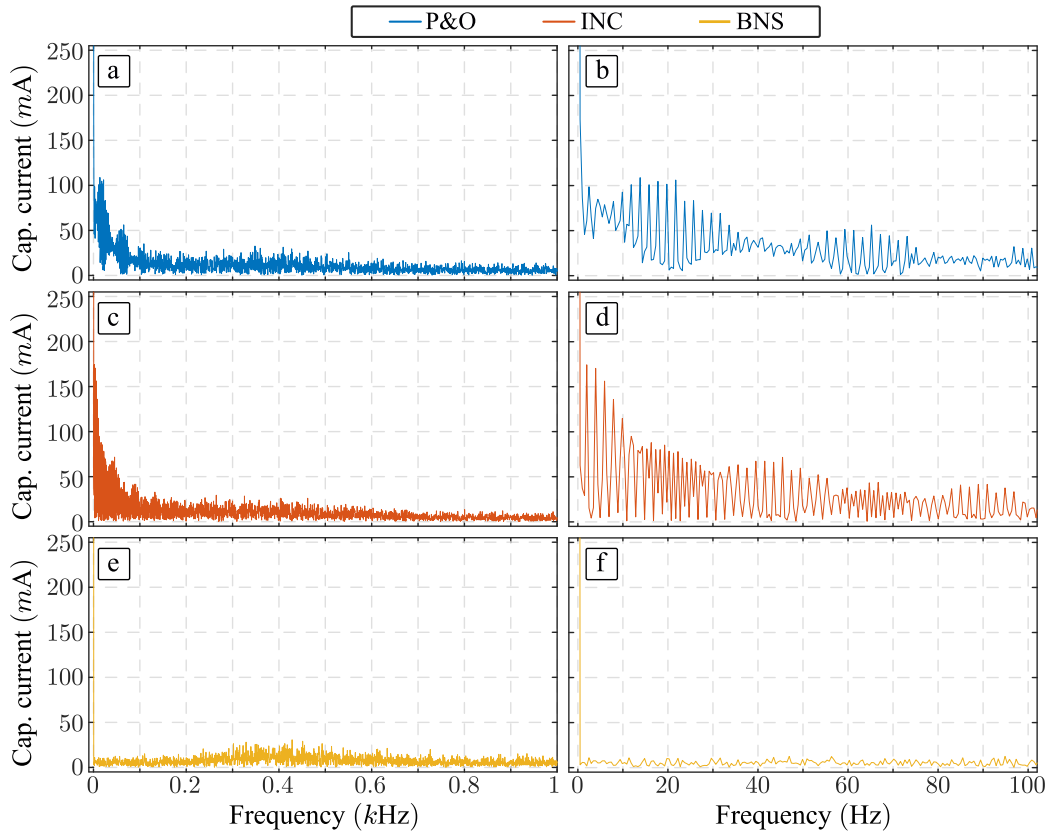 P&O INC BNS
a
b
250
200
150
100
50
0
Cap. current (mA)
c
d
250
200
150
100
50
0
Cap. current (mA)
e
f
250
200
150
100
50
0
Cap. current (mA)
0 0.2 0.4 0.6 0.8 1
Frequency (kHz)
0 20 40 60 80 100
Frequency (Hz)